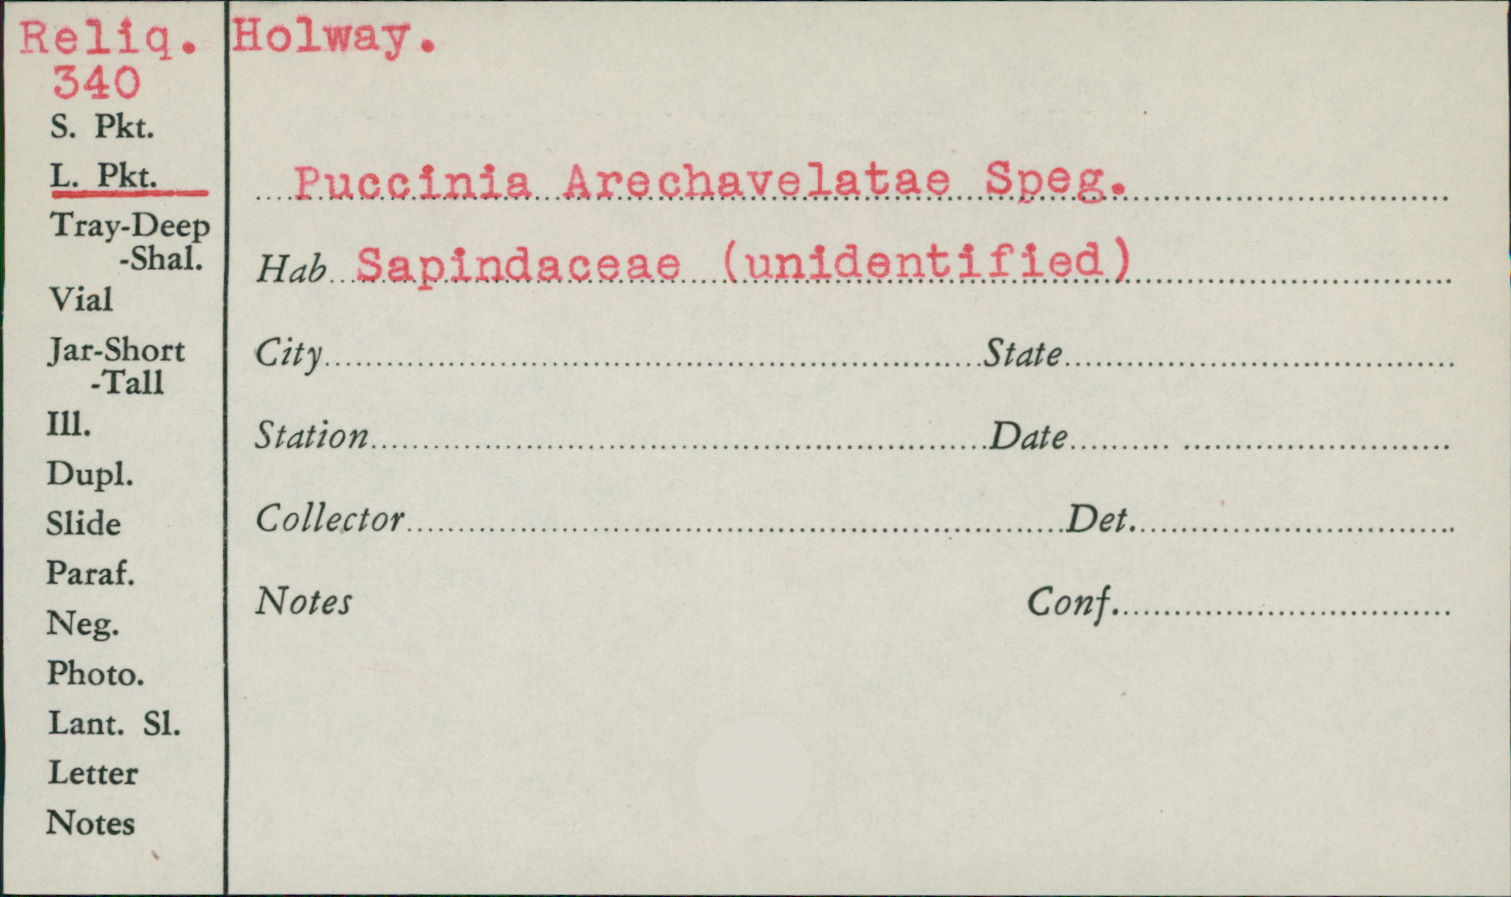 Reliq. Holway.
340
S. Pkt.
L. Pkt.
Tray-Deep
-Shal.
Vial
Jar-Short
-Tall
Ill.
Dupl.
Slide
Paraf.
Neg.
Photo.
Lant. Sl.
Letter
Notes
Puccinia Arechavelatae Speg.
Hab Sapindaceae (unidentified)
City State
Station Date
Collector Det.
Notes Conf.